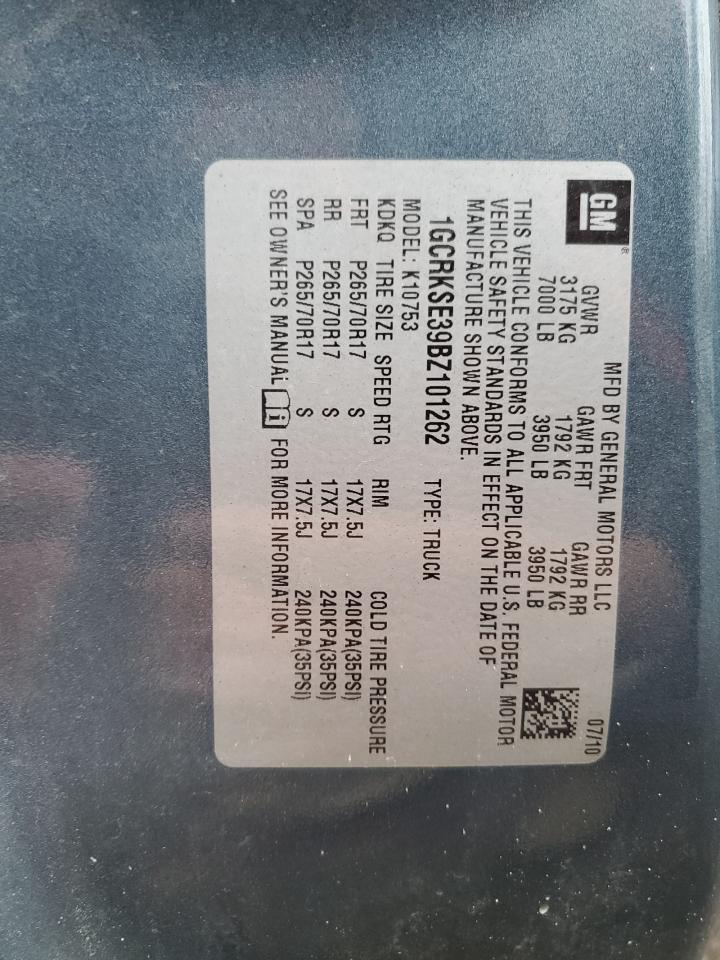 GM®
MFD BY GENERAL MOTORS LLC 07/10
GVWR GAWR FRT GAWR RR
3175 KG 1792 KG 1792 KG
7000 LB 3950 LB 3950 LB
THIS VEHICLE CONFORMS TO ALL APPLICABLE U.S. FEDERAL MOTOR
VEHICLE SAFETY STANDARDS IN EFFECT ON THE DATE OF
MANUFACTURE SHOWN ABOVE.
1GCRKSE39BZ101262 TYPE: TRUCK
MODEL: K10753
KDKQ TIRE SIZE SPEED RTG RIM COLD TIRE PRESSURE
FRT P265/70R17 S 17X7.5J 240KPA(35PSI)
RR P265/70R17 S 17X7.5J 240KPA(35PSI)
SPA P265/70R17 S 17X7.5J 240KPA(35PSI)
SEE OWNER'S MANUAL i FOR MORE INFORMATION.